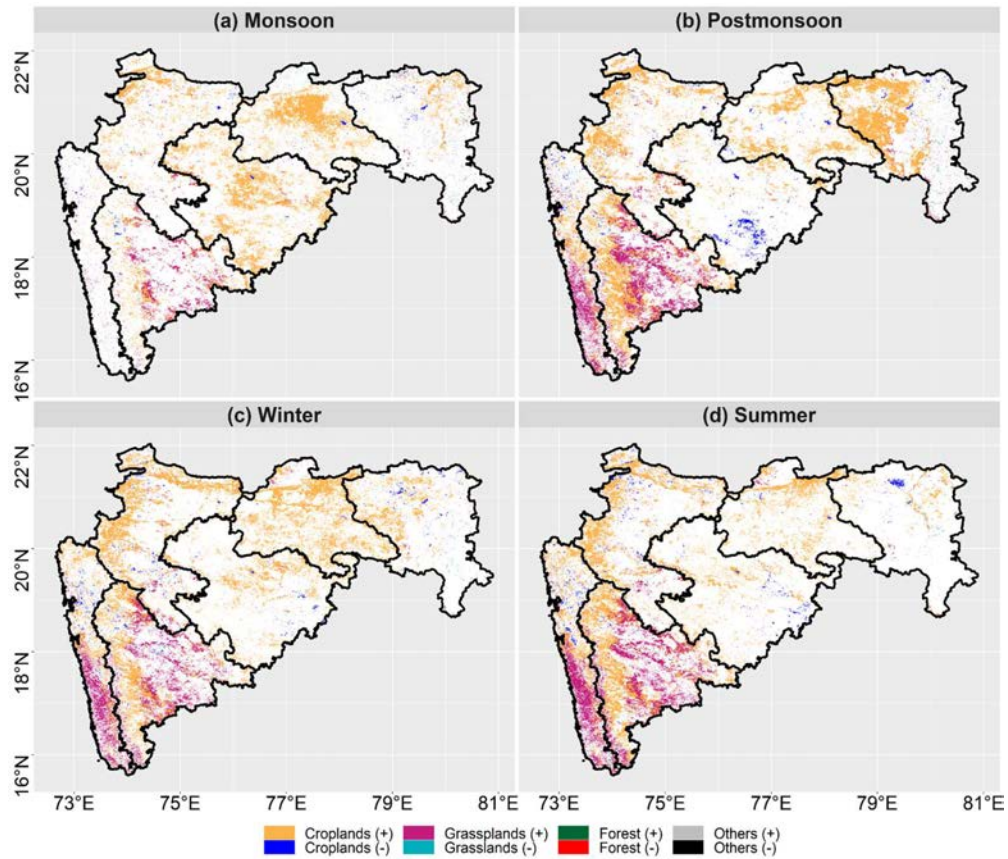 (a) Monsoon
(b) Postmonsoon
22°N
20°N
18°N
16°N
(c) Winter
(d) Summer
22°N
20°N
18°N
16°N
73°E 75°E 77°E 79°E 81°E 73°E 75°E 77°E 79°E 81°E
Croplands (+) Grassplands (+) Forest (+) Others (+)
Croplands (-) Grasslands (-) Forest (-) Others (-)